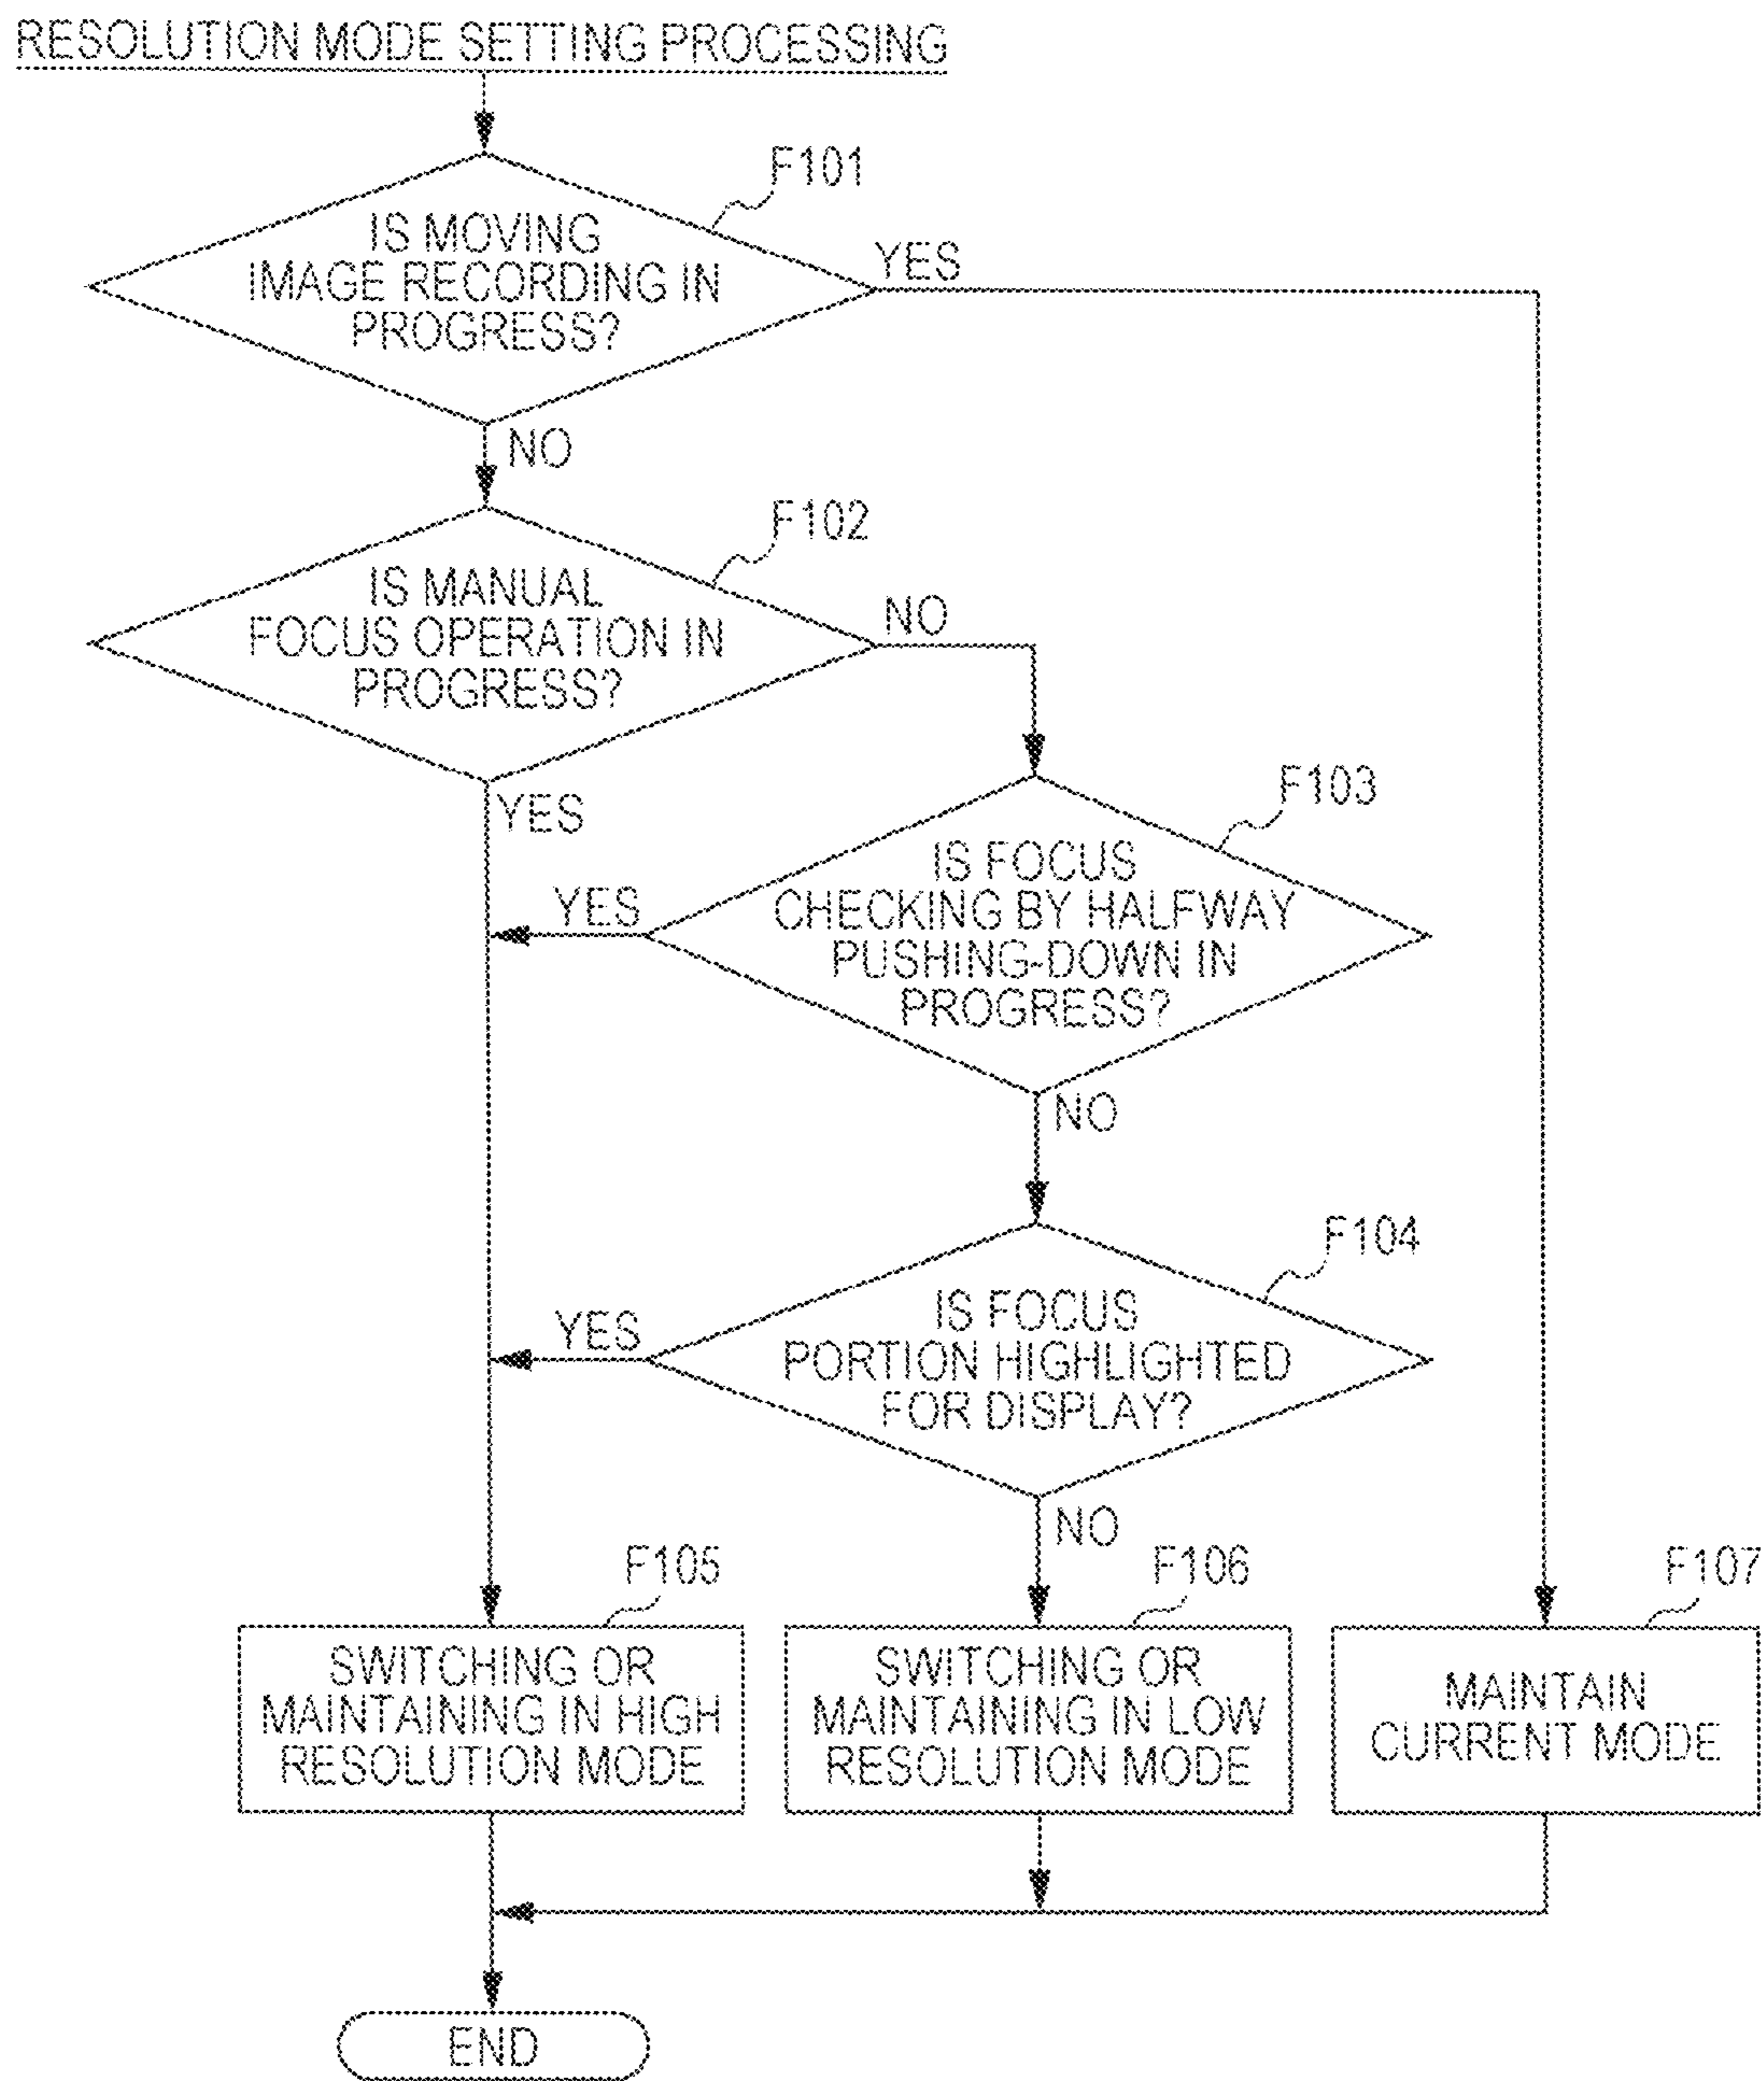 RESOLUTION MODE SETTING PROCESSING
F101
IS MOVING
IMAGE RECORDING IN
PROGRESS?
YES
NO
F102
IS MANUAL
FOCUS OPERATION IN
PROGRESS?
NO
YES
F103
IS FOCUS
CHECKING BY HALFWAY
PUSHING-DOWN IN
PROGRESS?
YES
NO
F104
IS FOCUS
PORTION HIGHLIGHTED
FOR DISPLAY?
YES
NO
F105
SWITCHING OR
MAINTAINING IN HIGH
RESOLUTION MODE
F106
SWITCHING OR
MAINTAINING IN LOW
RESOLUTION MODE
F107
MAINTAIN
CURRENT MODE
END